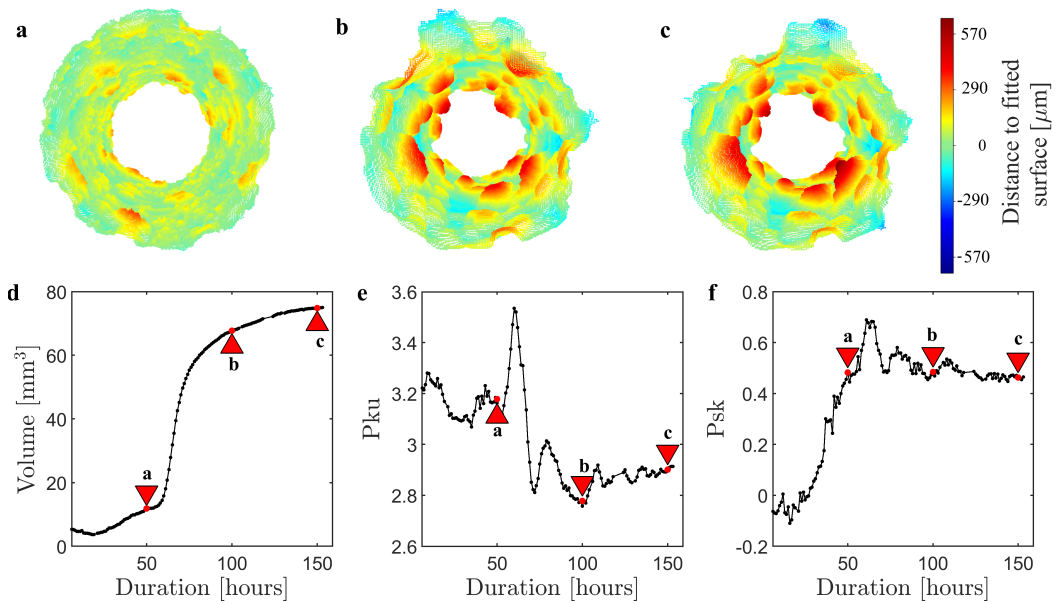 a
b
c
570
290
0
-290
-570
Distance to fitted
surface [μm]
d
80
60
40
20
0
Volume [mm³]
50
100
150
Duration [hours]
a
b
c
e
3.6
3.4
3.2
3
2.8
2.6
Pku
50
100
150
Duration [hours]
a
b
c
f
0.8
0.6
0.4
0.2
0
-0.2
Psk
50
100
150
Duration [hours]
a
b
c